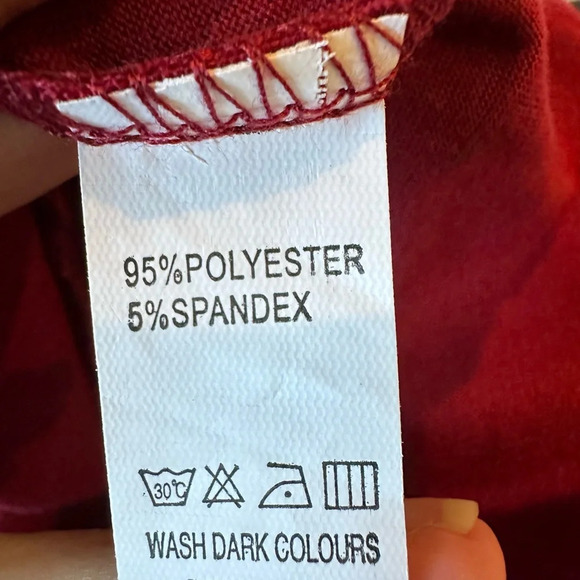 95%POLYESTER
5%SPANDEX
30°C
WASH DARK COLOURS